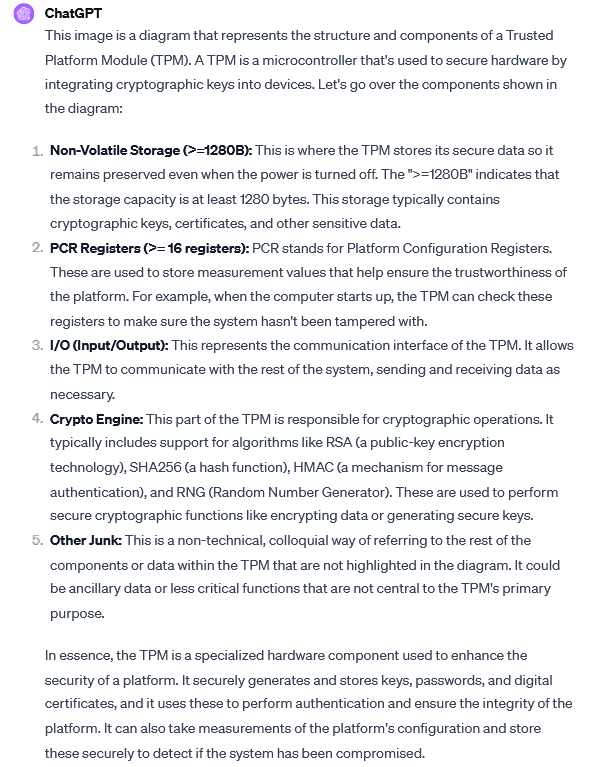 ChatGPT
This image is a diagram that represents the structure and components of a Trusted
Platform Module (TPM). A TPM is a microcontroller that's used to secure hardware by
integrating cryptographic keys into devices. Let's go over the components shown in
the diagram:
1. Non-Volatile Storage (>=1280B): This is where the TPM stores its secure data so it
remains preserved even when the power is turned off. The ">=1280B" indicates that
the storage capacity is at least 1280 bytes. This storage typically contains
cryptographic keys, certificates, and other sensitive data.
2. PCR Registers (>= 16 registers): PCR stands for Platform Configuration Registers.
These are used to store measurement values that help ensure the trustworthiness of
the platform. For example, when the computer starts up, the TPM can check these
registers to make sure the system hasn't been tampered with.
3. I/O (Input/Output): This represents the communication interface of the TPM. It allows
the TPM to communicate with the rest of the system, sending and receiving data as
necessary.
4. Crypto Engine: This part of the TPM is responsible for cryptographic operations. It
typically includes support for algorithms like RSA (a public-key encryption
technology), SHA256 (a hash function), HMAC (a mechanism for message
authentication), and RNG (Random Number Generator). These are used to perform
secure cryptographic functions like encrypting data or generating secure keys.
5. Other Junk: This is a non-technical, colloquial way of referring to the rest of the
components or data within the TPM that are not highlighted in the diagram. It could
be ancillary data or less critical functions that are not central to the TPM's primary
purpose.
In essence, the TPM is a specialized hardware component used to enhance the
security of a platform. It securely generates and stores keys, passwords, and digital
certificates, and it uses these to perform authentication and ensure the integrity of the
platform. It can also take measurements of the platform's configuration and store
these securely to detect if the system has been compromised.